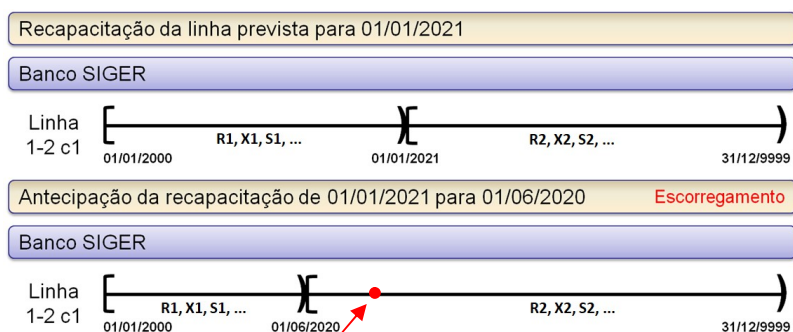 Recapacitação da linha prevista para 01/01/2021
Banco SIGER
Linha
1-2 c1
R1, X1, S1, ...
R2, X2, S2, ...
01/01/2000
01/01/2021
31/12/9999
Antecipação da recapacitação de 01/01/2021 para 01/06/2020 Escorregamento
Banco SIGER
Linha
1-2 c1
R1, X1, S1, ...
R2, X2, S2, ...
01/01/2000
01/06/2020
31/12/9999